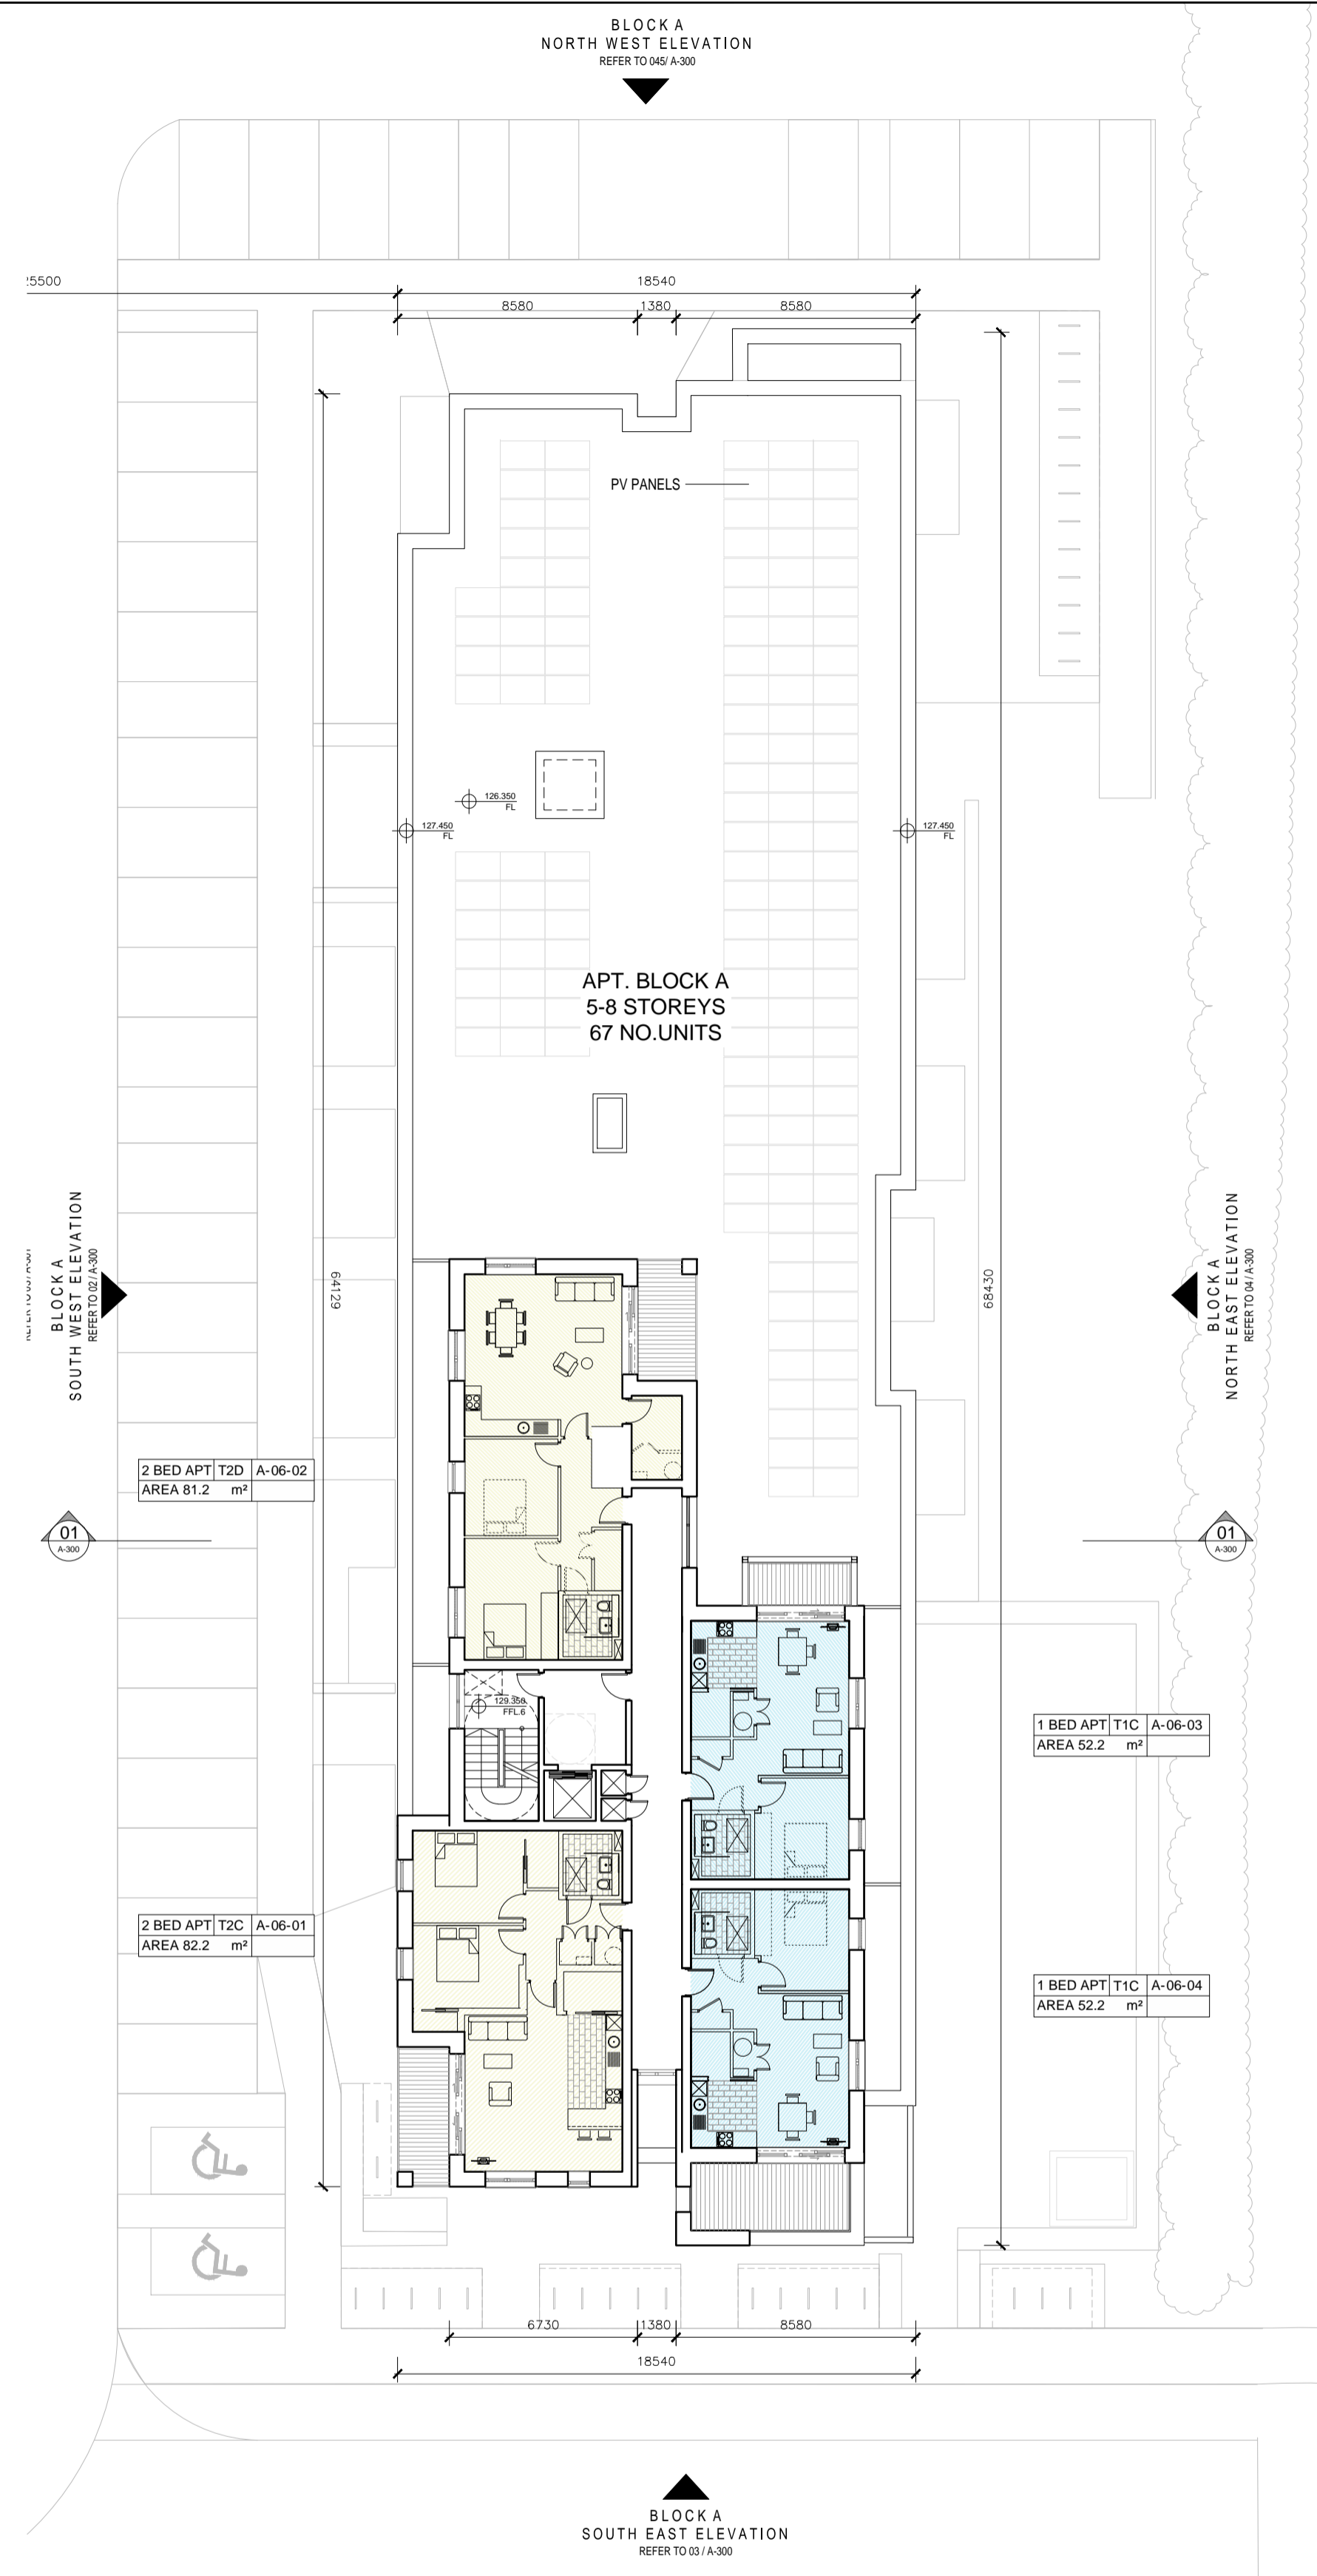 BLOCK A
NORTH WEST ELEVATION
REFER TO 045/ A-300
18540
8580
1380
8580
PV PANELS
126.350
FL
127.450
FL
127.450
FL
APT. BLOCK A
5-8 STOREYS
67 NO.UNITS
BLOCK A
SOUTH WEST ELEVATION
REFER TO 02 / A-300
64129
68430
BLOCK A
NORTH EAST ELEVATION
REFER TO 04 / A-300
2 BED APT T2D A-06-02
AREA 81.2 m²
01
A-300
01
A-300
129.350
FFL.6
1 BED APT T1C A-06-03
AREA 52.2 m²
2 BED APT T2C A-06-01
AREA 82.2 m²
1 BED APT T1C A-06-04
AREA 52.2 m²
6730
1380
8580
18540
BLOCK A
SOUTH EAST ELEVATION
REFER TO 03 / A-300